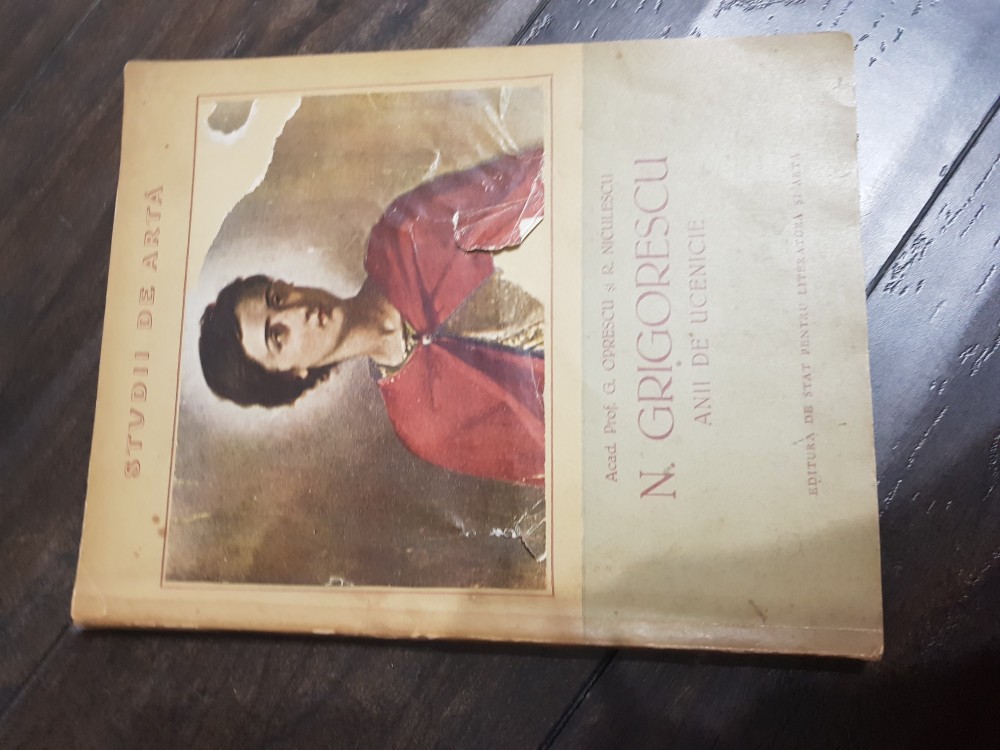 STUDII DE ARTĂ
Acad. Prof. G. OPRESCU și R. NICULESCU
N. GRIGORESCU
ANII DE UCENICIE
EDITURA DE STAT PENTRU LITERATURĂ ȘI ARTĂ